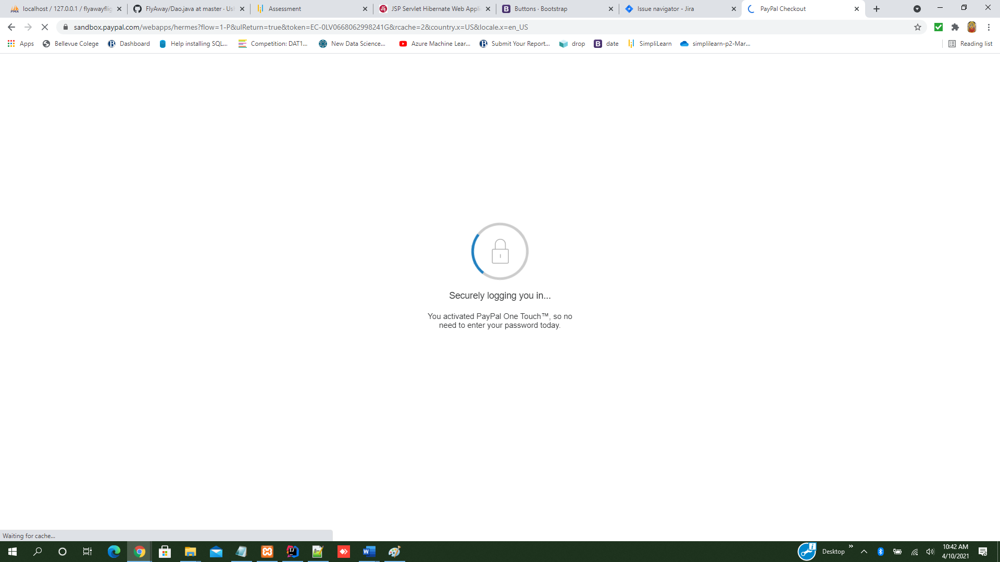 localhost / 127.0.0.1 / flyawayflig
FlyAway/Dao.java at master · Us
Assessment
JSP Servlet Hibernate Web Appli
Buttons · Bootstrap
Issue navigator - Jira
PayPal Checkout
sandbox.paypal.com/webapps/hermes?flow=1-P&ulReturn=true&token=EC-0LV0668062998241G&rcache=2&country.x=US&locale.x=en_US
Apps
Bellevue Colege
Dashboard
Help installing SQL...
Competition: DAT1...
New Data Science...
Azure Machine Lear...
Submit Your Report...
drop
date
SimpliLearn
simplilearn-p2-Mar...
Reading list
Securely logging you in...
You activated PayPal One Touch™, so no
need to enter your password today.
Waiting for cache...
Desktop
10:42 AM
4/10/2021